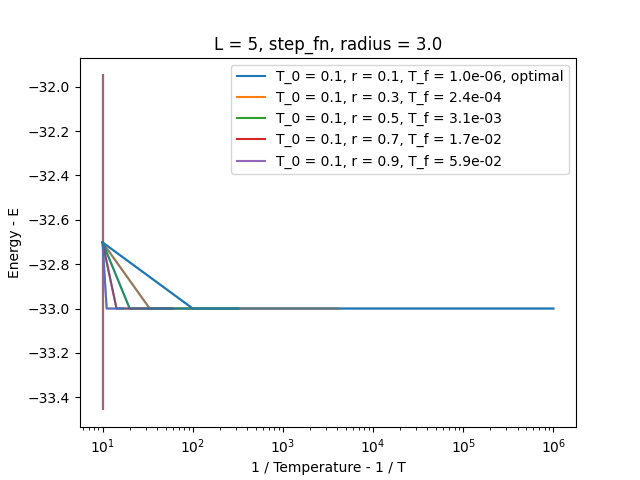 L = 5, step_fn, radius = 3.0
T_0 = 0.1, r = 0.1, T_f = 1.0e-06, optimal
T_0 = 0.1, r = 0.3, T_f = 2.4e-04
T_0 = 0.1, r = 0.5, T_f = 3.1e-03
T_0 = 0.1, r = 0.7, T_f = 1.7e-02
T_0 = 0.1, r = 0.9, T_f = 5.9e-02
Energy - E
−32.0
−32.2
−32.4
−32.6
−32.8
−33.0
−33.2
−33.4
10¹ 10² 10³ 10⁴ 10⁵ 10⁶
1 / Temperature - 1 / T